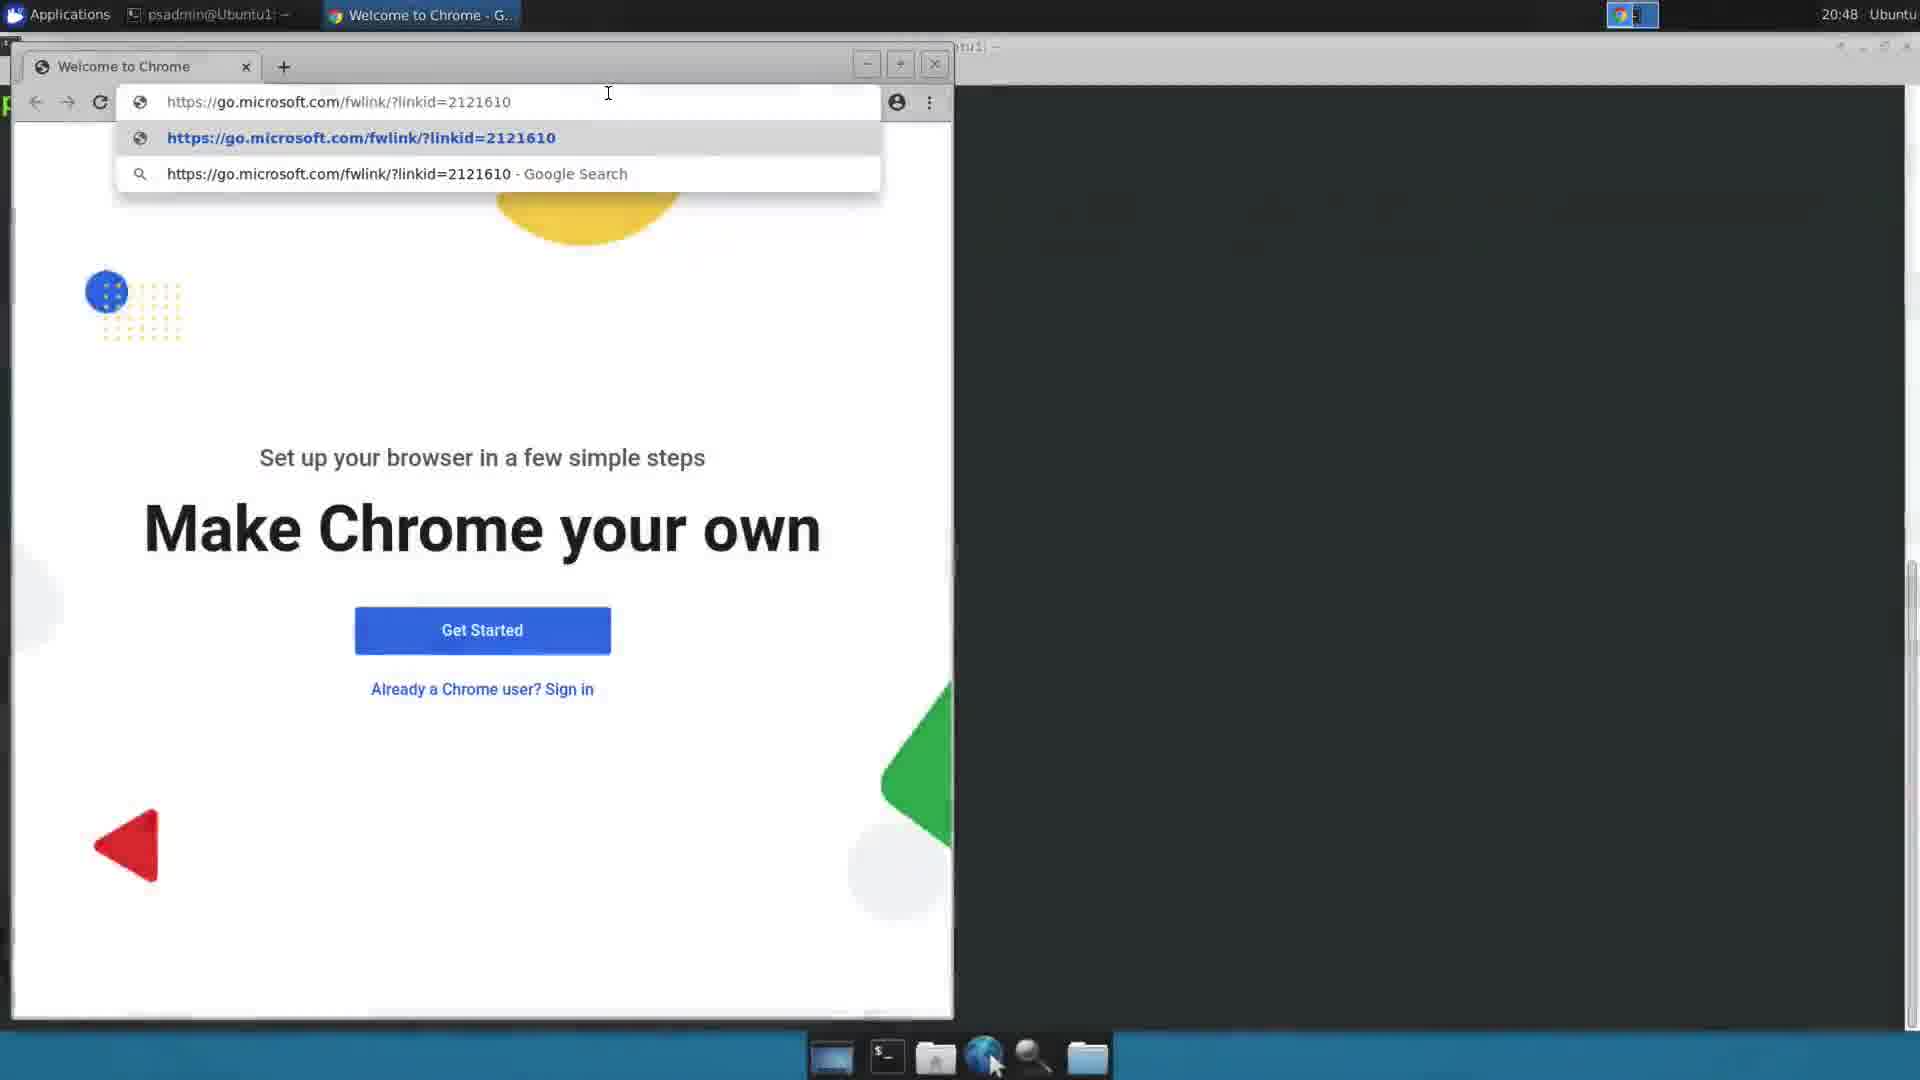 Applications
psadmin@Ubuntu1: ~
Welcome to Chrome - G...
20:48
Ubuntu
Welcome to Chrome
https://go.microsoft.com/fwlink/?linkid=2121610
https://go.microsoft.com/fwlink/?linkid=2121610
https://go.microsoft.com/fwlink/?linkid=2121610 - Google Search
Set up your browser in a few simple steps
Make Chrome your own
Get Started
Already a Chrome user? Sign in
$_